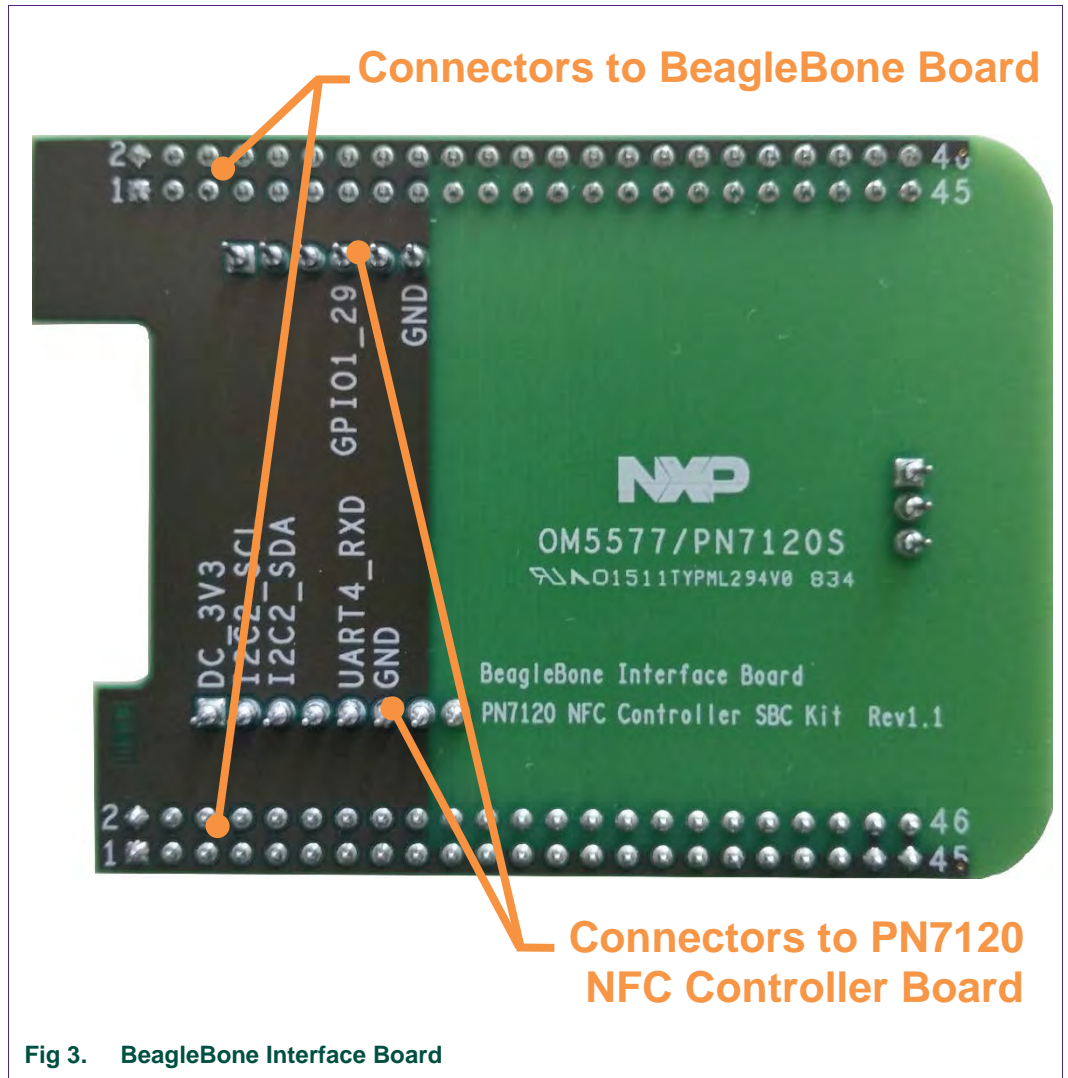 Connectors to BeagleBone Board
2 46
1 45
GPIO1_29
GND
NXP
OM5577/PN7120S
01511TYPML294V0 834
DC_3V3
I2C2_SCL
I2C2_SDA
UART4_RXD
GND
BeagleBone Interface Board
PN7120 NFC Controller SBC Kit Rev1.1
2 46
1 45
Connectors to PN7120
NFC Controller Board
Fig 3. BeagleBone Interface Board